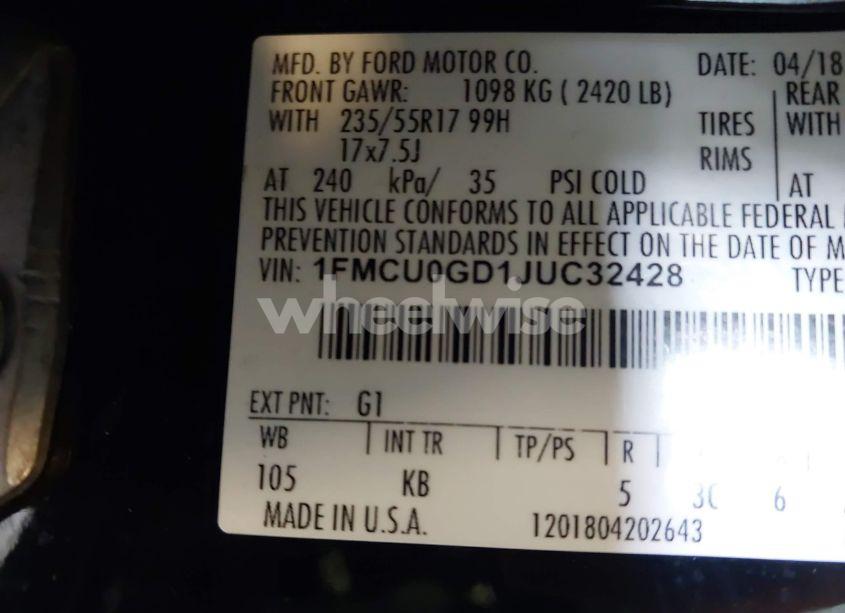 MFD. BY FORD MOTOR CO. DATE: 04/18
FRONT GAWR: 1098 KG ( 2420 LB) REAR
WITH 235/55R17 99H TIRES WITH
17x7.5J RIMS
AT 240 kPa/ 35 PSI COLD AT
THIS VEHICLE CONFORMS TO ALL APPLICABLE FEDERAL
PREVENTION STANDARDS IN EFFECT ON THE DATE OF M
VIN: 1FMCU0GD1JUC32428 TYPE
wheelwise
EXT PNT: G1
WB INT TR TP/PS R
105 KB 5 6
MADE IN U.S.A. 1201804202643